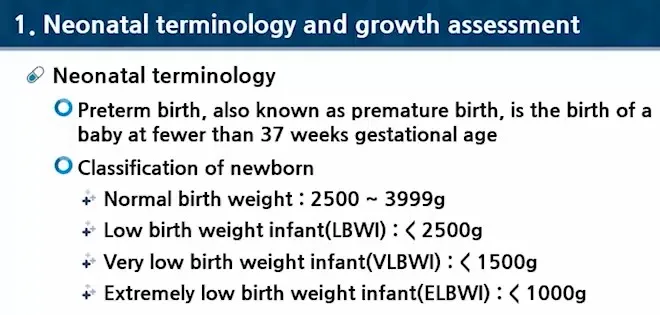 1. Neonatal terminology and growth assessment
Neonatal terminology
Preterm birth, also known as premature birth, is the birth of a
baby at fewer than 37 weeks gestational age
Classification of newborn
Normal birth weight : 2500 ~ 3999g
Low birth weight infant(LBWI) : < 2500g
Very low birth weight infant(VLBWI) : < 1500g
Extremely low birth weight infant(ELBWI) : < 1000g